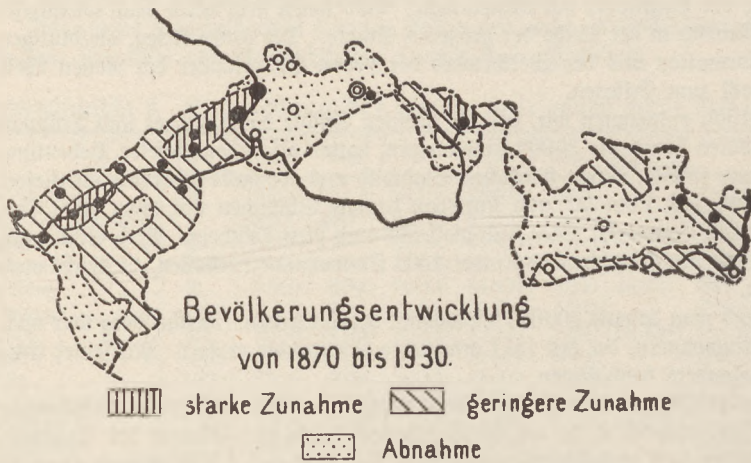 Bevölkerungsentwicklung
von 1870 bis 1930.
starke Zunahme
geringere Zunahme
Abnahme